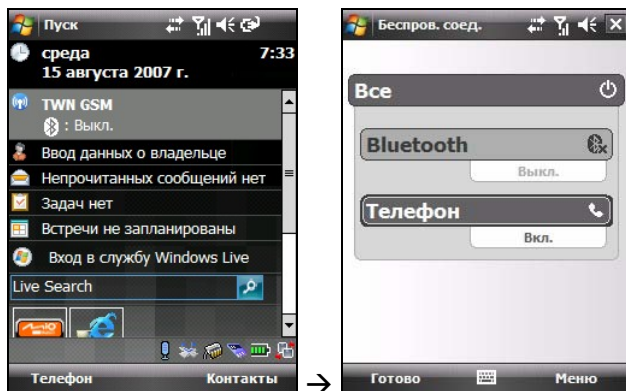 Пуск
среда 7:33
15 августа 2007 г.
TWN GSM
: Выкл.
Ввод данных о владельце
Непрочитанных сообщений нет
Задач нет
Встречи не запланированы
Вход в службу Windows Live
Live Search
Телефон Контакты
→
Беспров. соед.
Все
Bluetooth
Выкл.
Телефон
Вкл.
Готово Меню